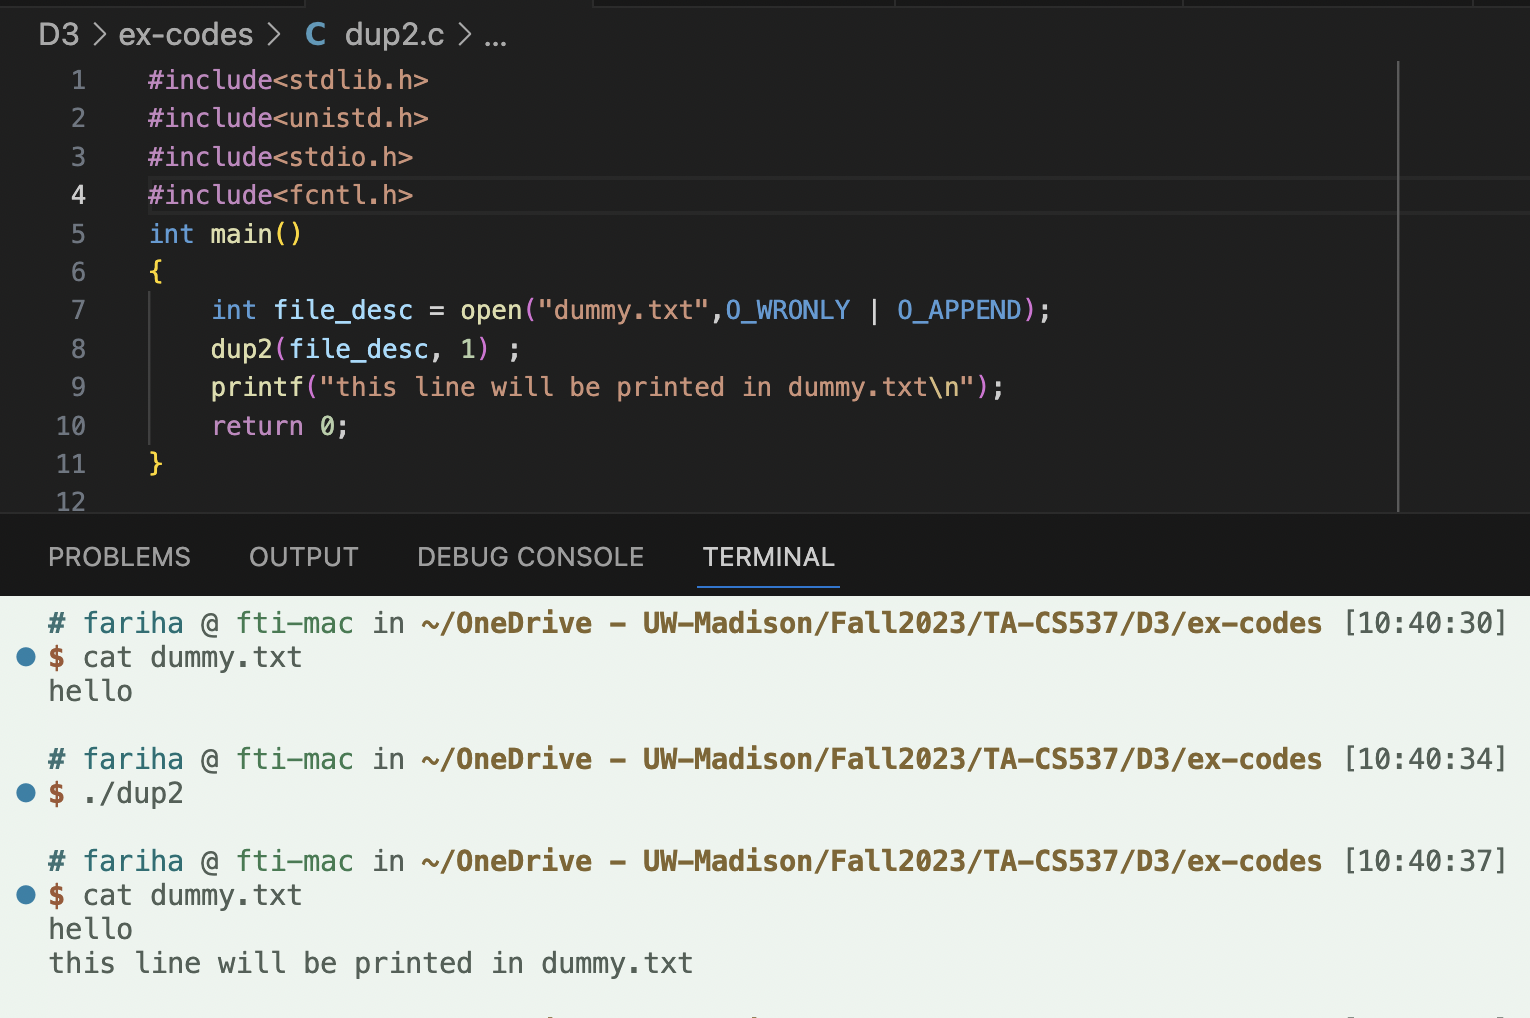 D3 > ex-codes > C dup2.c > ...
1 #include<stdlib.h>
2 #include<unistd.h>
3 #include<stdio.h>
4 #include<fcntl.h>
5 int main()
6 {
7     int file_desc = open("dummy.txt",O_WRONLY | O_APPEND);
8     dup2(file_desc, 1) ;
9     printf("this line will be printed in dummy.txt\n");
10     return 0;
11 }
12
PROBLEMS OUTPUT DEBUG CONSOLE TERMINAL
# fariha @ fti-mac in ~/OneDrive - UW-Madison/Fall2023/TA-CS537/D3/ex-codes [10:40:30]
$ cat dummy.txt
hello
# fariha @ fti-mac in ~/OneDrive - UW-Madison/Fall2023/TA-CS537/D3/ex-codes [10:40:34]
$ ./dup2
# fariha @ fti-mac in ~/OneDrive - UW-Madison/Fall2023/TA-CS537/D3/ex-codes [10:40:37]
$ cat dummy.txt
hello
this line will be printed in dummy.txt